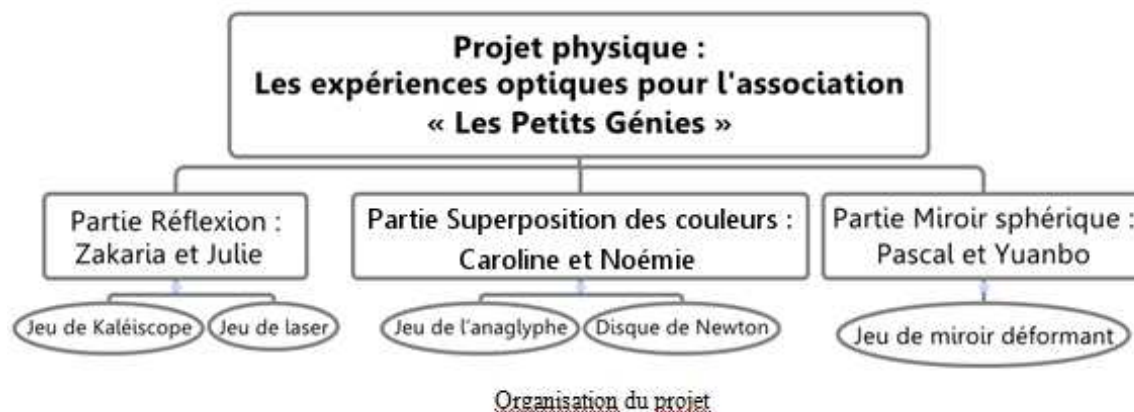 Projet physique :
Les expériences optiques pour l'association
« Les Petits Génies »
Partie Réflexion :
Zakaria et Julie
Partie Superposition des couleurs :
Caroline et Noémie
Partie Miroir sphérique :
Pascal et Yuanbo
Jeu de Kaléiscope
Jeu de laser
Jeu de l'anaglyphe
Disque de Newton
Jeu de miroir déformant
Organisation du projet